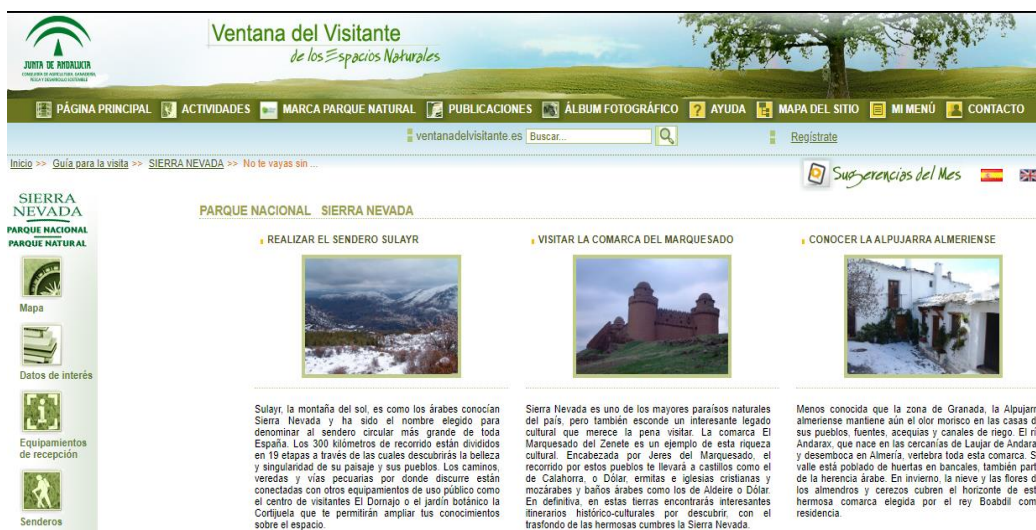 Ventana del Visitante
de los Espacios Naturales
JUNTA DE ANDALUCIA
PÁGINA PRINCIPAL ACTIVIDADES MARCA PARQUE NATURAL PUBLICACIONES ÁLBUM FOTOGRÁFICO AYUDA MAPA DEL SITIO MI MENÚ CONTACTO
ventanadelvisitante.es Buscar... Regístrate
Inicio >> Guía para la visita >> SIERRA NEVADA >> No te vayas sin ...
Sugerencias del Mes
SIERRA
NEVADA
PARQUE NACIONAL
PARQUE NATURAL
Mapa
Datos de interés
Equipamientos
de recepción
Senderos
PARQUE NACIONAL SIERRA NEVADA
REALIZAR EL SENDERO SULAYR
Sulayr, la montaña del sol, es como los árabes conocían
Sierra Nevada y ha sido el nombre elegido para
denominar al sendero circular más grande de toda
España. Los 300 kilómetros de recorrido están divididos
en 19 etapas a través de las cuales descubrirás la belleza
y singularidad de su paisaje y sus pueblos. Los caminos,
veredas y vías pecuarias por donde discurre están
conectadas con otros equipamientos de uso público como
el centro de visitantes El Dornajo o el jardín botánico la
Cortijuela que te permitirán ampliar tus conocimientos
sobre el espacio.
VISITAR LA COMARCA DEL MARQUESADO
Sierra Nevada es uno de los mayores paraísos naturales
del país, pero también esconde un interesante legado
cultural que merece la pena visitar. La comarca El
Marquesado del Zenete es un ejemplo de esta riqueza
cultural. Encabezada por Jeres del Marquesado, el
recorrido por estos pueblos te llevará a castillos como el
de Calahorra, o Dólar, ermitas e iglesias cristianas y
mozárabes y baños árabes como los de Aldeire o Dólar.
En definitiva, en estas tierras encontrarás interesantes
itinerarios histórico-culturales por descubrir, con el
trasfondo de las hermosas cumbres la Sierra Nevada.
CONOCER LA ALPUJARRA ALMERIENSE
Menos conocida que la zona de Granada, la Alpujarr
almeriense mantiene aún el olor morisco en las casas d
sus pueblos, fuentes, acequias y canales de riego. El rí
Andarax, que nace en las cercanías de Laujar de Andara
y desemboca en Almería, vertebra toda esta comarca. S
valle está poblado de huertas en bancales, también part
de la herencia árabe. En invierno, la nieve y las flores d
los almendros y cerezos cubren el horizonte de est
hermosa comarca elegida por el rey Boabdil com
residencia.